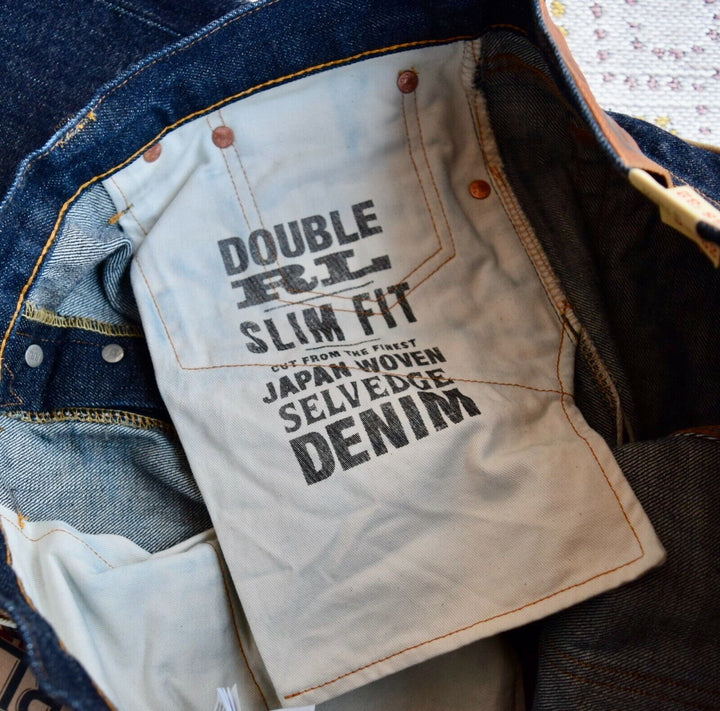 DOUBLE
RL
SLIM FIT
CUT FROM THE FINEST
JAPAN WOVEN
SELVEDGE
DENIM